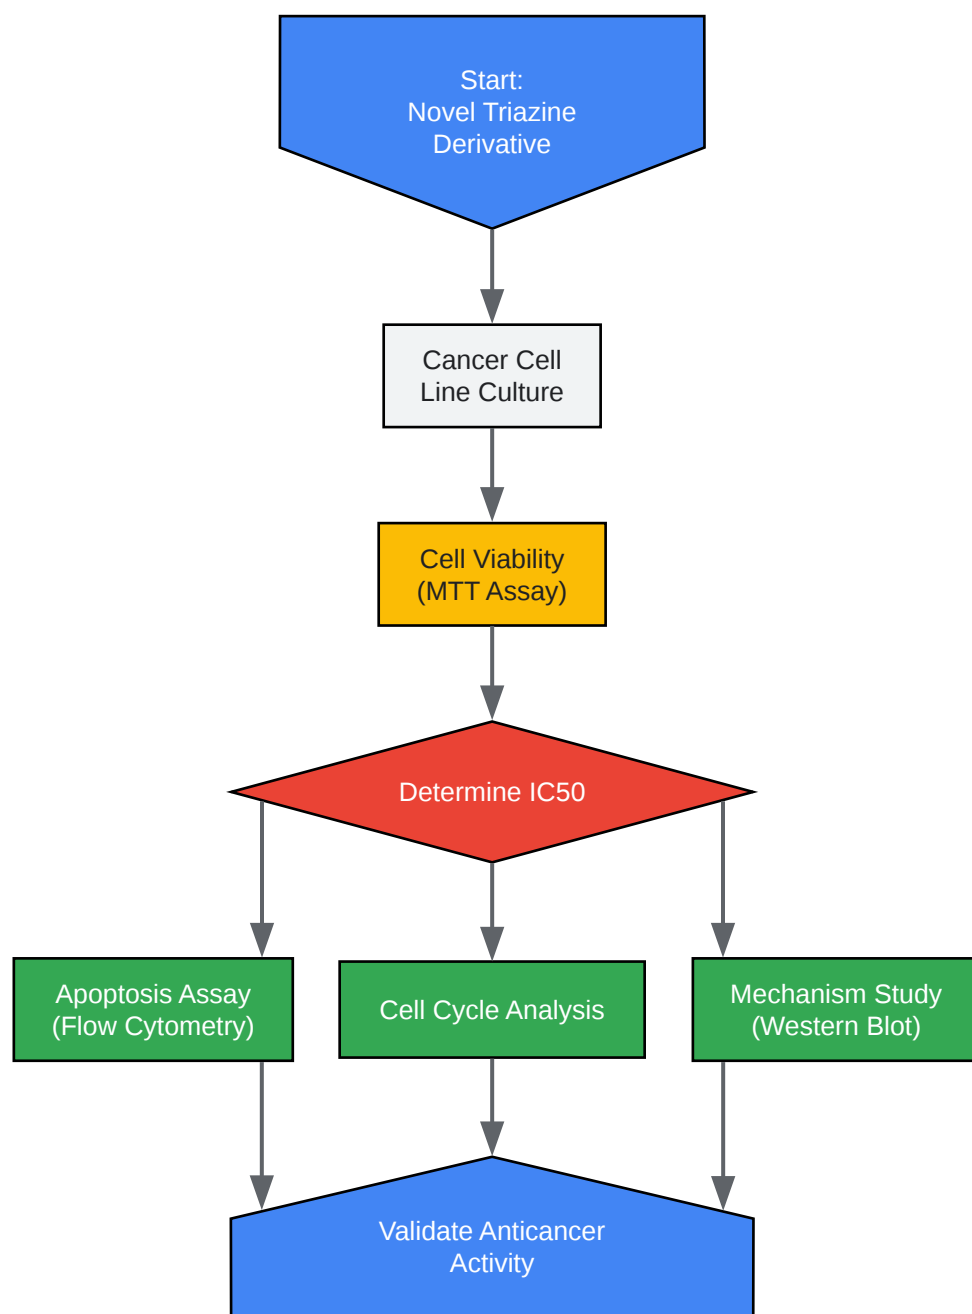 Start:
Novel Triazine
Derivative
Cancer Cell
Line Culture
Cell Viability
(MTT Assay)
Determine IC50
Apoptosis Assay
(Flow Cytometry)
Cell Cycle Analysis
Mechanism Study
(Western Blot)
Validate Anticancer
Activity